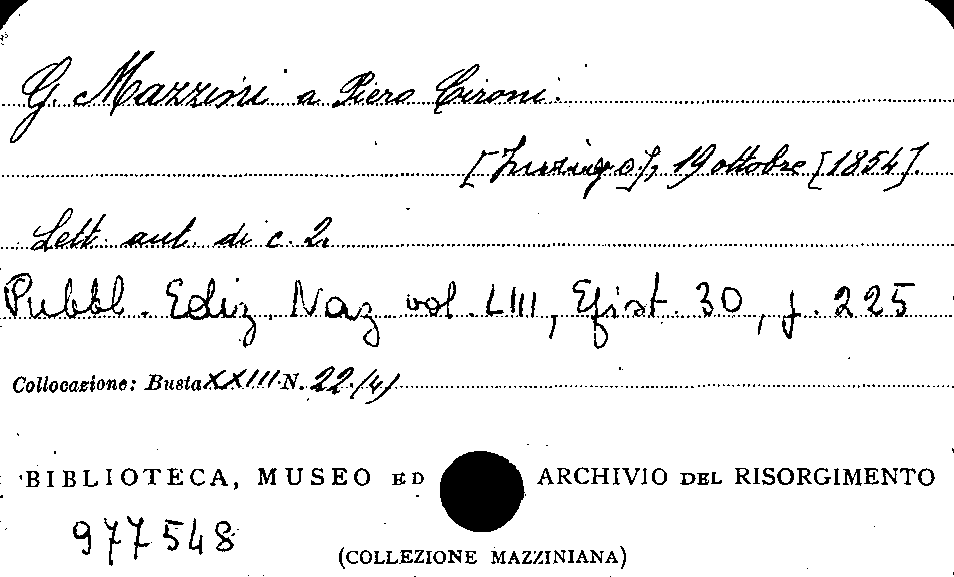 G. Mazzini a Piero Cironi.
[Zurigo], 19 ottobre [1854].
Lett. aut. di c. 2.
Pubbl. Ediz. Naz vol. LIII, Epist. 30, p. 225
Collocazione: Busta XXIII N. 22 (4)
BIBLIOTECA, MUSEO ED ARCHIVIO DEL RISORGIMENTO
977548
(COLLEZIONE MAZZINIANA)